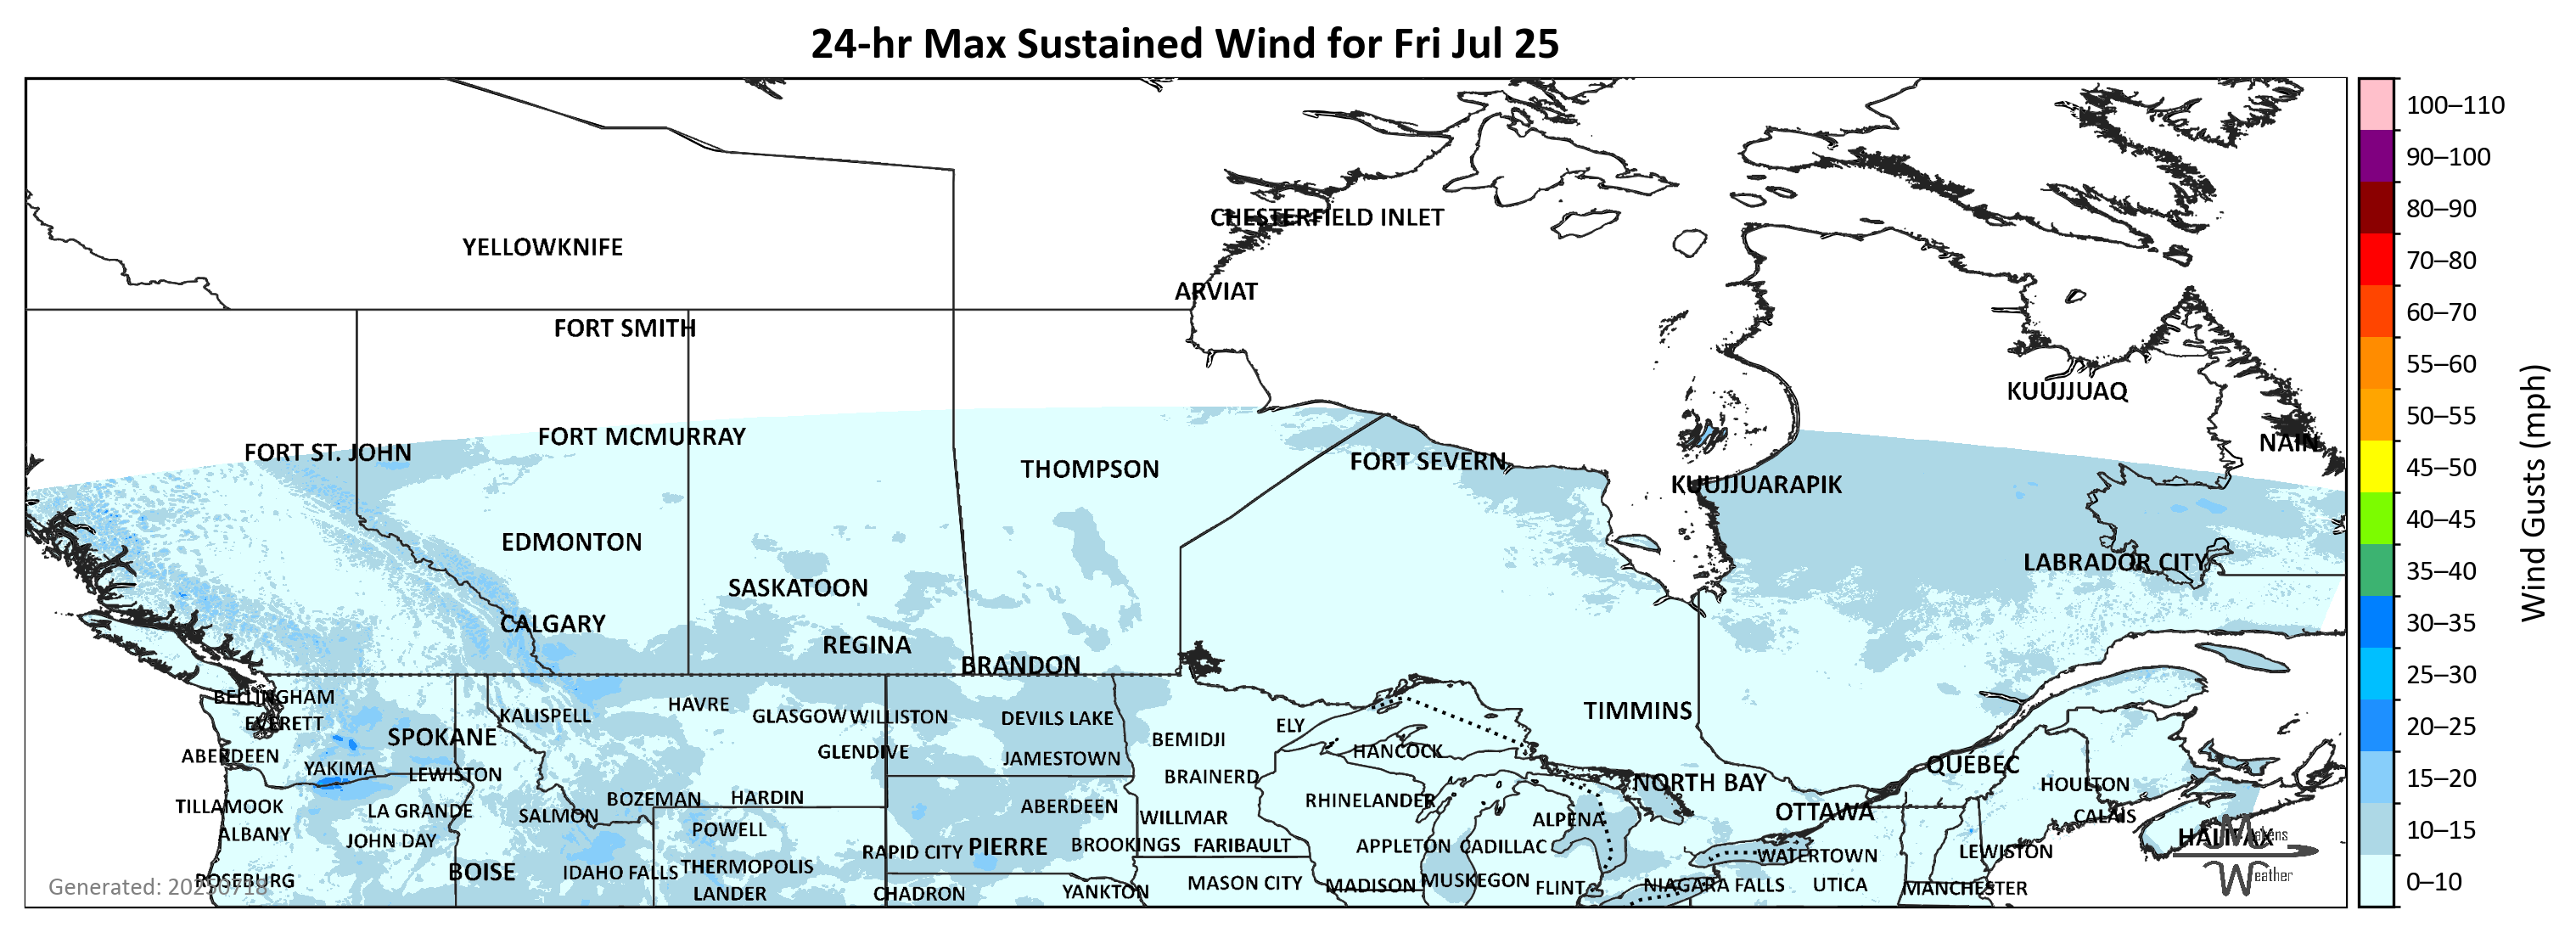 24-hr Max Sustained Wind for Fri Jul 25
100–110
90–100
80–90
70–80
60–70
55–60
50–55
45–50
40–45
35–40
30–35
25–30
20–25
15–20
10–15
0–10
Wind Gusts (mph)
CHESTERFIELD INLET
YELLOWKNIFE
ARVIAT
FORT SMITH
KUUJJUAQ
FORT MCMURRAY
NAIN
FORT ST. JOHN
FORT SEVERN
THOMPSON
KUUJJUARAPIK
EDMONTON
LABRADOR CITY
SASKATOON
CALGARY
REGINA
BRANDON
BELLINGHAM
HAVRE
TIMMINS
KALISPELL
GLASGOW
WILLISTON
DEVILS LAKE
EVERETT
ELY
SPOKANE
BEMIDJI
HANCOCK
GLENDIVE
ABERDEEN
JAMESTOWN
QUÉBEC
YAKIMA
LEWISTON
BRAINERD
NORTH BAY
HOULTON
BOZEMAN
HARDIN
RHINELANDER
TILLAMOOK
LA GRANDE
ABERDEEN
OTTAWA
SALMON
WILLMAR
CALAIS
ALPENA
POWELL
ALBANY
HALIFAX
Makens
JOHN DAY
PIERRE
BROOKINGS
FARIBAULT
APPLETON
CADILLAC
RAPID CITY
LEWISTON
WATERTOWN
THERMOPOLIS
BOISE
IDAHO FALLS
Weather
ROSEBURG
MUSKEGON
MASON CITY
NIAGARA FALLS
UTICA
MADISON
Generated: 20250718
FLINT
MANCHESTER
YANKTON
LANDER
CHADRON